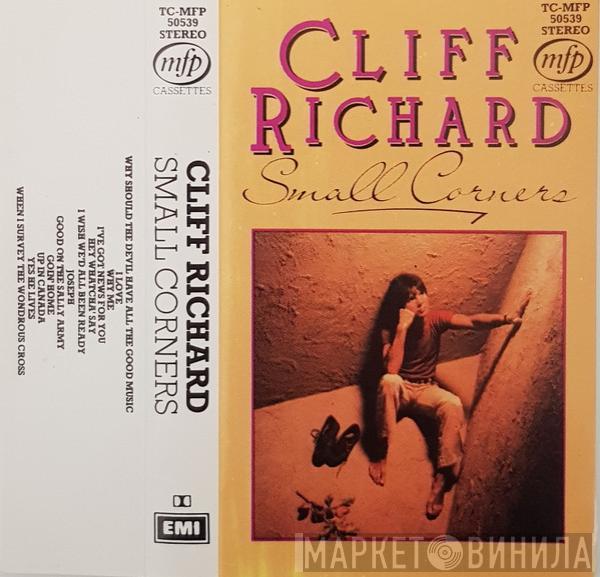 WHY SHOULD THE DEVIL HAVE ALL THE GOOD MUSIC
I LOVE
WHY ME
I'VE GOT NEWS FOR YOU
HEY WHATCHA' SAY
I WISH WE'D ALL BEEN READY
JOSEPH
GOOD ON THE SALLY ARMY
GOIN' HOME
UP IN CANADA
YES HE LIVES
WHEN I SURVEY THE WONDROUS CROSS
TC-MFP
50539
STEREO
mfp
CASSETTES
CLIFF RICHARD
SMALL CORNERS
EMI
TC-MFP
50539
STEREO
mfp
CASSETTES
CLIFF
RICHARD
Small Corners
МАРКЕТ ВИНИЛА